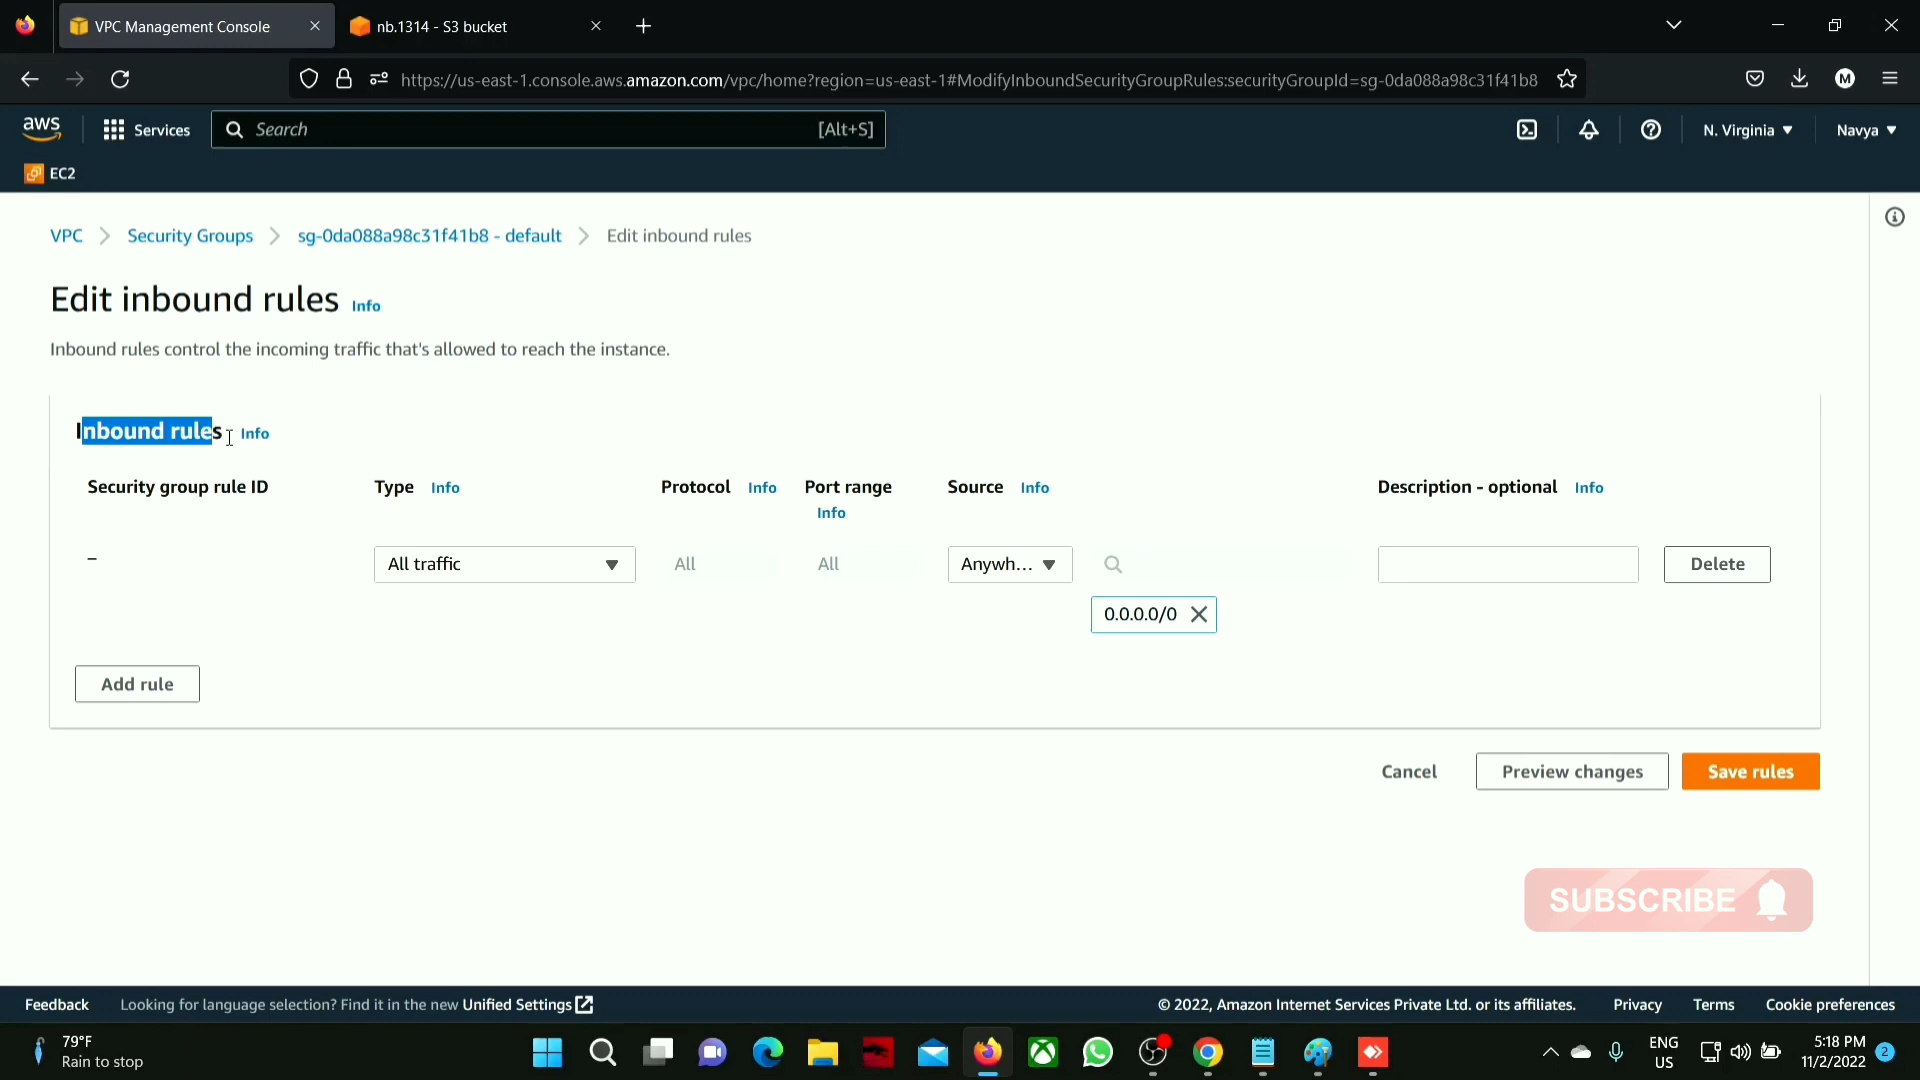 VPC Management Console
nb.1314 - S3 bucket
https://us-east-1.console.aws.amazon.com/vpc/home?region=us-east-1#ModifyInboundSecurityGroupRules:securityGroupId=sg-0da088a98c31f41b8
M
aws
Services
Search
[Alt+S]
N. Virginia
Navya
EC2
VPC
Security Groups
sg-0da088a98c31f41b8 - default
Edit inbound rules
Edit inbound rules Info
Inbound rules control the incoming traffic that's allowed to reach the instance.
Inbound rules Info
Security group rule ID
Type Info
Protocol Info
Port range
Info
Source Info
Description - optional Info
–
All traffic
All
All
Anywh...
Delete
0.0.0.0/0
Add rule
Cancel
Preview changes
Save rules
SUBSCRIBE
Feedback
Looking for language selection? Find it in the new Unified Settings
© 2022, Amazon Internet Services Private Ltd. or its affiliates.
Privacy
Terms
Cookie preferences
79°F
Rain to stop
ENG
US
5:18 PM
11/2/2022
2